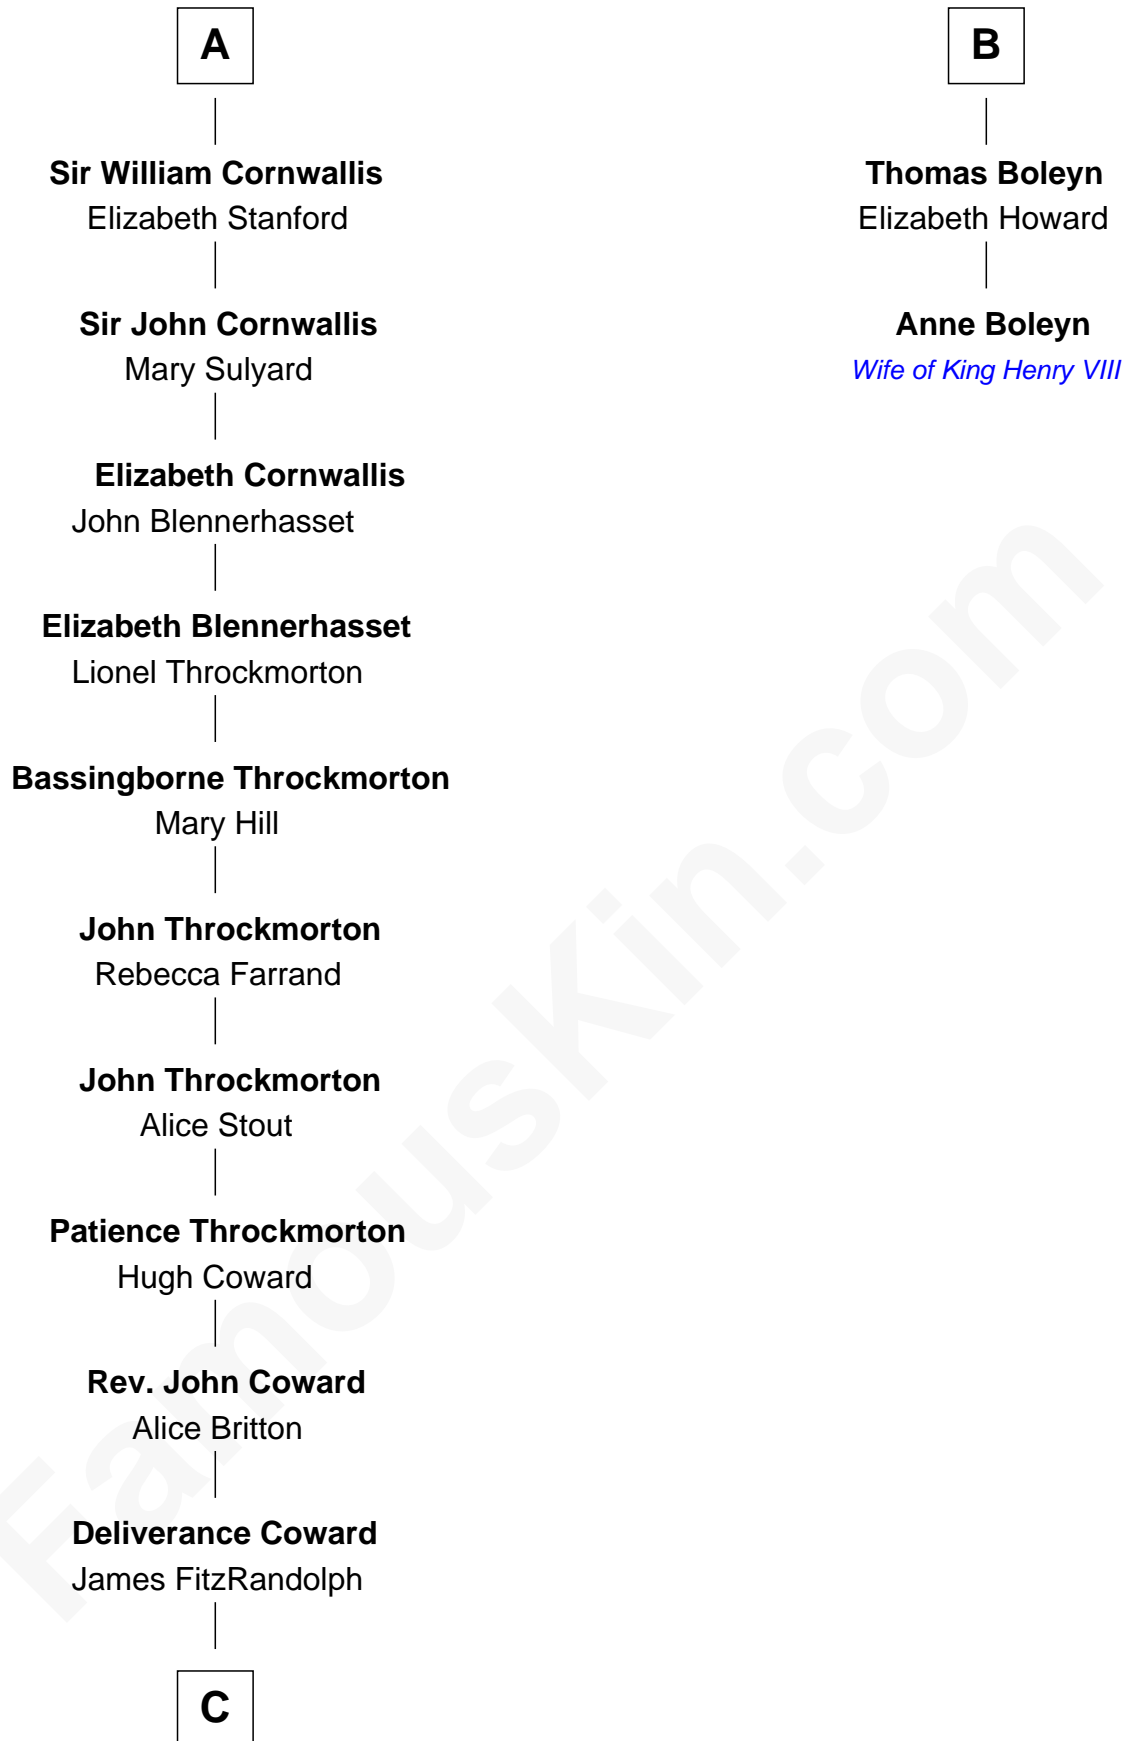 A
Sir William Cornwallis
Elizabeth Stanford
Sir John Cornwallis
Mary Sulyard
Elizabeth Cornwallis
John Blennerhasset
Elizabeth Blennerhasset
Lionel Throckmorton
Bassingborne Throckmorton
Mary Hill
John Throckmorton
Rebecca Farrand
John Throckmorton
Alice Stout
Patience Throckmorton
Hugh Coward
Rev. John Coward
Alice Britton
Deliverance Coward
James FitzRandolph
C
B
Thomas Boleyn
Elizabeth Howard
Anne Boleyn
Wife of King Henry VIII
FamousKin.com